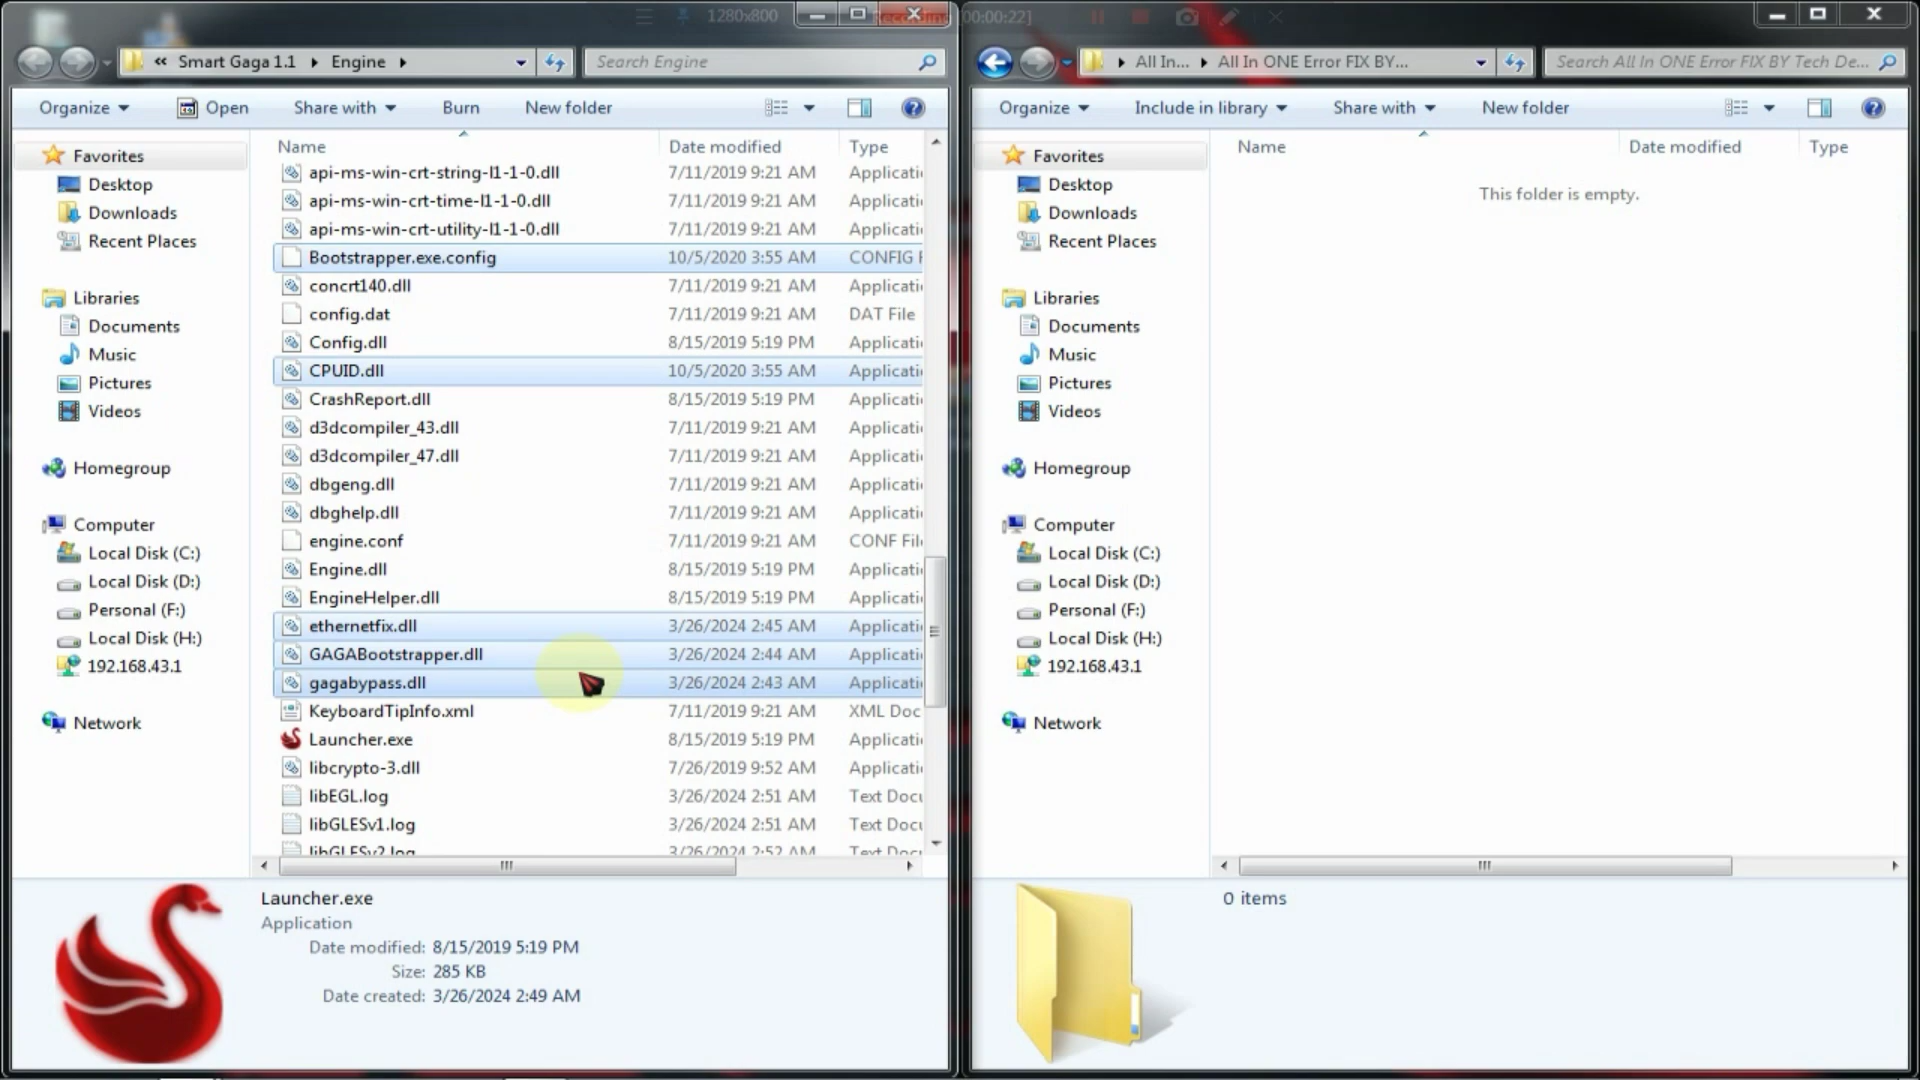 1280x800
Recording [00:00:22]
« Smart Gaga 1.1 Engine
Search Engine
Organize Open Share with Burn New folder
Name Date modified Type
Favorites
Desktop
Downloads
Recent Places
Libraries
Documents
Music
Pictures
Videos
Homegroup
Computer
Local Disk (C:)
Local Disk (D:)
Personal (F:)
Local Disk (H:)
192.168.43.1
Network
api-ms-win-crt-string-l1-1-0.dll 7/11/2019 9:21 AM Applicati
api-ms-win-crt-time-l1-1-0.dll 7/11/2019 9:21 AM Applicati
api-ms-win-crt-utility-l1-1-0.dll 7/11/2019 9:21 AM Applicati
Bootstrapper.exe.config 10/5/2020 3:55 AM CONFIG F
concrt140.dll 7/11/2019 9:21 AM Applicati
config.dat 7/11/2019 9:21 AM DAT File
Config.dll 8/15/2019 5:19 PM Applicati
CPUID.dll 10/5/2020 3:55 AM Applicati
CrashReport.dll 8/15/2019 5:19 PM Applicati
d3dcompiler_43.dll 7/11/2019 9:21 AM Applicati
d3dcompiler_47.dll 7/11/2019 9:21 AM Applicati
dbgeng.dll 7/11/2019 9:21 AM Applicati
dbghelp.dll 7/11/2019 9:21 AM Applicati
engine.conf 7/11/2019 9:21 AM CONF File
Engine.dll 8/15/2019 5:19 PM Applicati
EngineHelper.dll 8/15/2019 5:19 PM Applicati
ethernetfix.dll 3/26/2024 2:45 AM Applicati
GAGABootstrapper.dll 3/26/2024 2:44 AM Applicati
gagabypass.dll 3/26/2024 2:43 AM Applicati
KeyboardTipInfo.xml 7/11/2019 9:21 AM XML Doc
Launcher.exe 8/15/2019 5:19 PM Applicati
libcrypto-3.dll 7/26/2019 9:52 AM Applicati
libEGL.log 3/26/2024 2:51 AM Text Docu
libGLESv1.log 3/26/2024 2:51 AM Text Docu
libGLESv2.log 3/26/2024 2:52 AM Text Docu
Launcher.exe
Application
Date modified: 8/15/2019 5:19 PM
Size: 285 KB
Date created: 3/26/2024 2:49 AM
All In... All In ONE Error FIX BY...
Search All In ONE Error FIX BY Tech De...
Organize Include in library Share with New folder
Name Date modified Type
This folder is empty.
Favorites
Desktop
Downloads
Recent Places
Libraries
Documents
Music
Pictures
Videos
Homegroup
Computer
Local Disk (C:)
Local Disk (D:)
Personal (F:)
Local Disk (H:)
192.168.43.1
Network
0 items